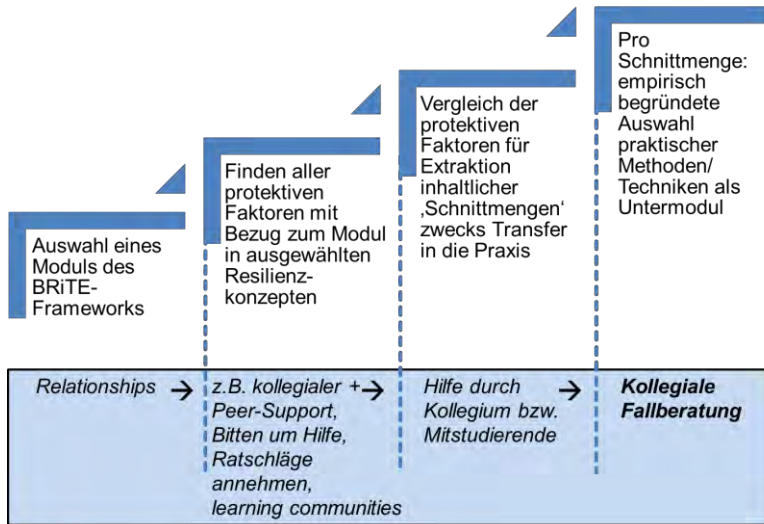 Auswahl eines
Moduls des
BRiTE-
Frameworks
Finden aller
protektiven
Faktoren mit
Bezug zum Modul
in ausgewählten
Resilienz-
konzepten
Vergleich der
protektiven
Faktoren für
Extraktion
inhaltlicher
‚Schnittmengen‘
zwecks Transfer
in die Praxis
Pro
Schnittmenge:
empirisch
begründete
Auswahl
praktischer
Methoden/
Techniken als
Untermodul
Relationships →
z.B. kollegialer + →
Peer-Support,
Bitten um Hilfe,
Ratschläge
annehmen,
learning communities
Hilfe durch →
Kollegium bzw.
Mitstudierende
Kollegiale
Fallberatung